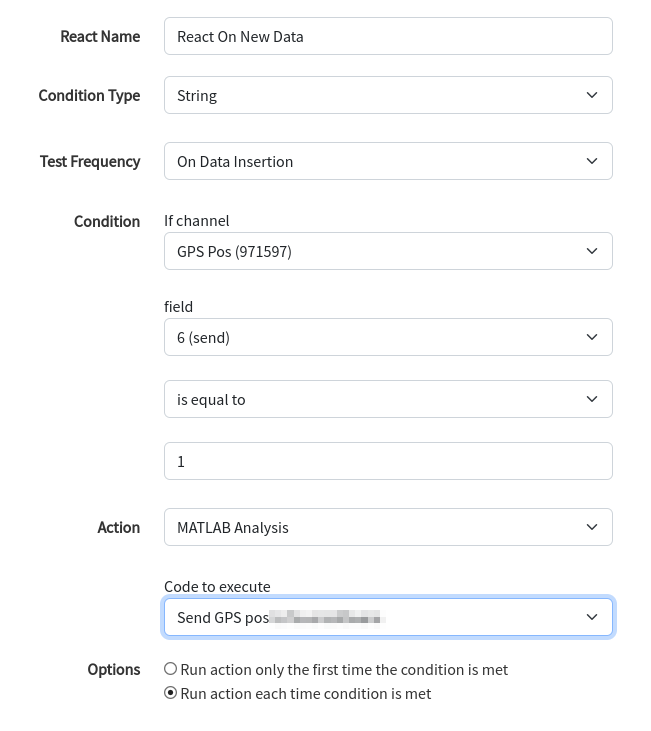 React Name React On New Data
Condition Type String
Test Frequency On Data Insertion
Condition If channel
GPS Pos (971597)
field
6 (send)
is equal to
1
Action MATLAB Analysis
Code to execute
Send GPS pos
Options Run action only the first time the condition is met
Run action each time condition is met